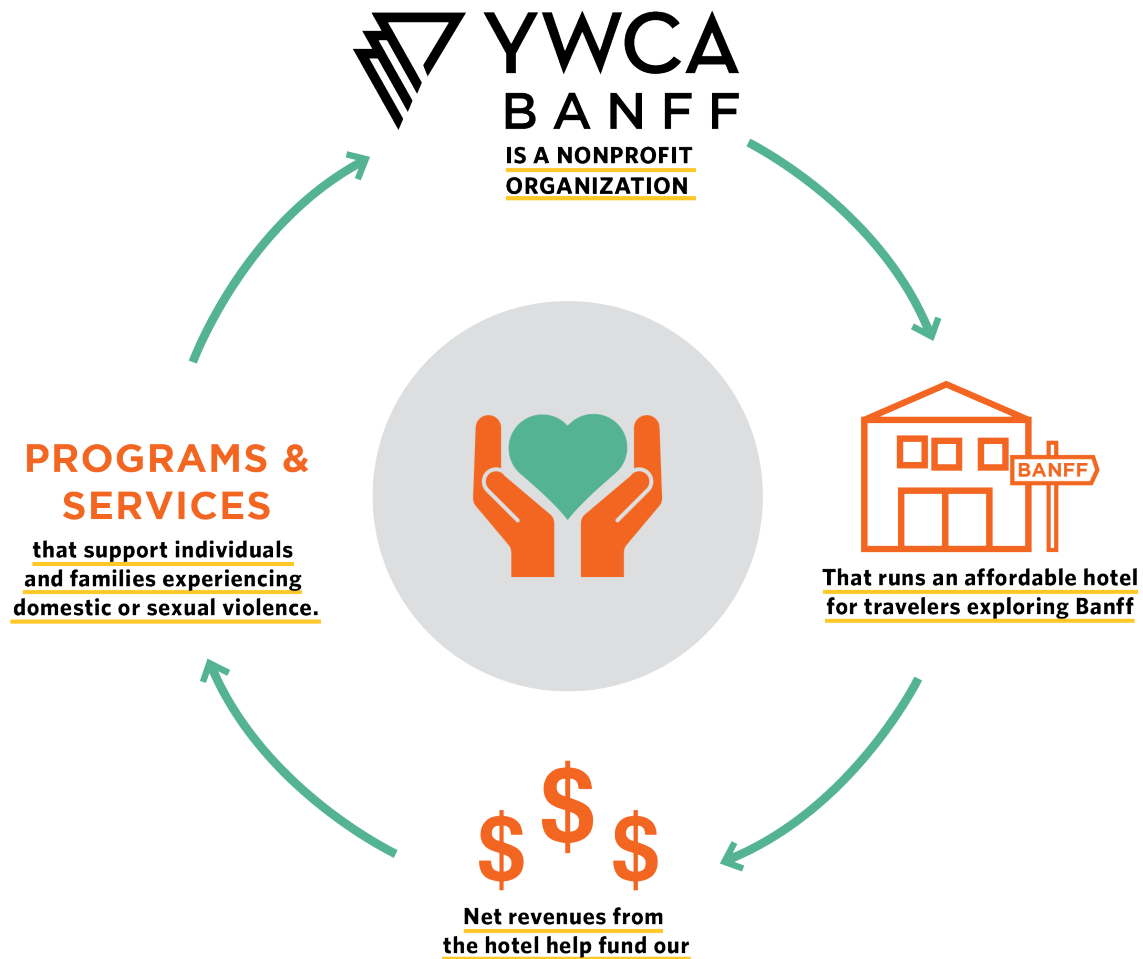 YWCA
BANFF
IS A NONPROFIT
ORGANIZATION
BANFF
That runs an affordable hotel
for travelers exploring Banff
$ $ $
Net revenues from
the hotel help fund our
PROGRAMS &
SERVICES
that support individuals
and families experiencing
domestic or sexual violence.